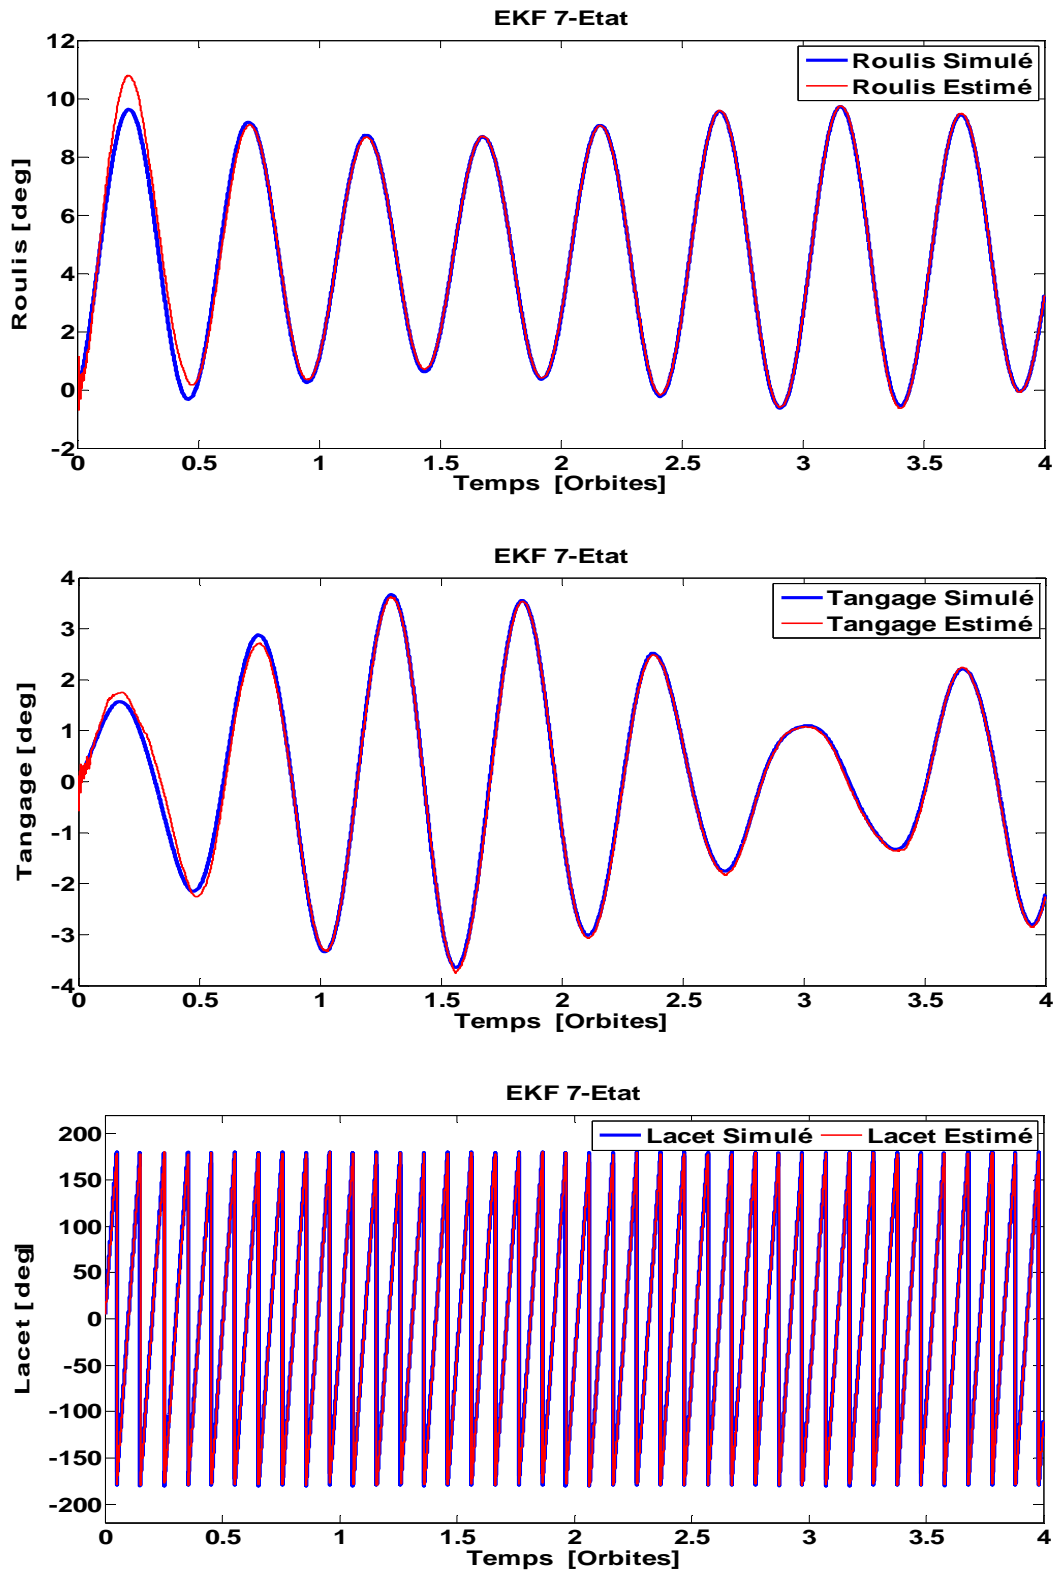 EKF 7-Etat
Roulis Simulé
Roulis Estimé
Roulis [deg]
12
10
8
6
4
2
0
-2
0 0.5 1 1.5 2 2.5 3 3.5 4
Temps [Orbites]
EKF 7-Etat
Tangage Simulé
Tangage Estimé
Tangage [deg]
4
3
2
1
0
-1
-2
-3
-4
0 0.5 1 1.5 2 2.5 3 3.5 4
Temps [Orbites]
EKF 7-Etat
Lacet Simulé Lacet Estimé
Lacet [deg]
200
150
100
50
0
-50
-100
-150
-200
0 0.5 1 1.5 2 2.5 3 3.5 4
Temps [Orbites]